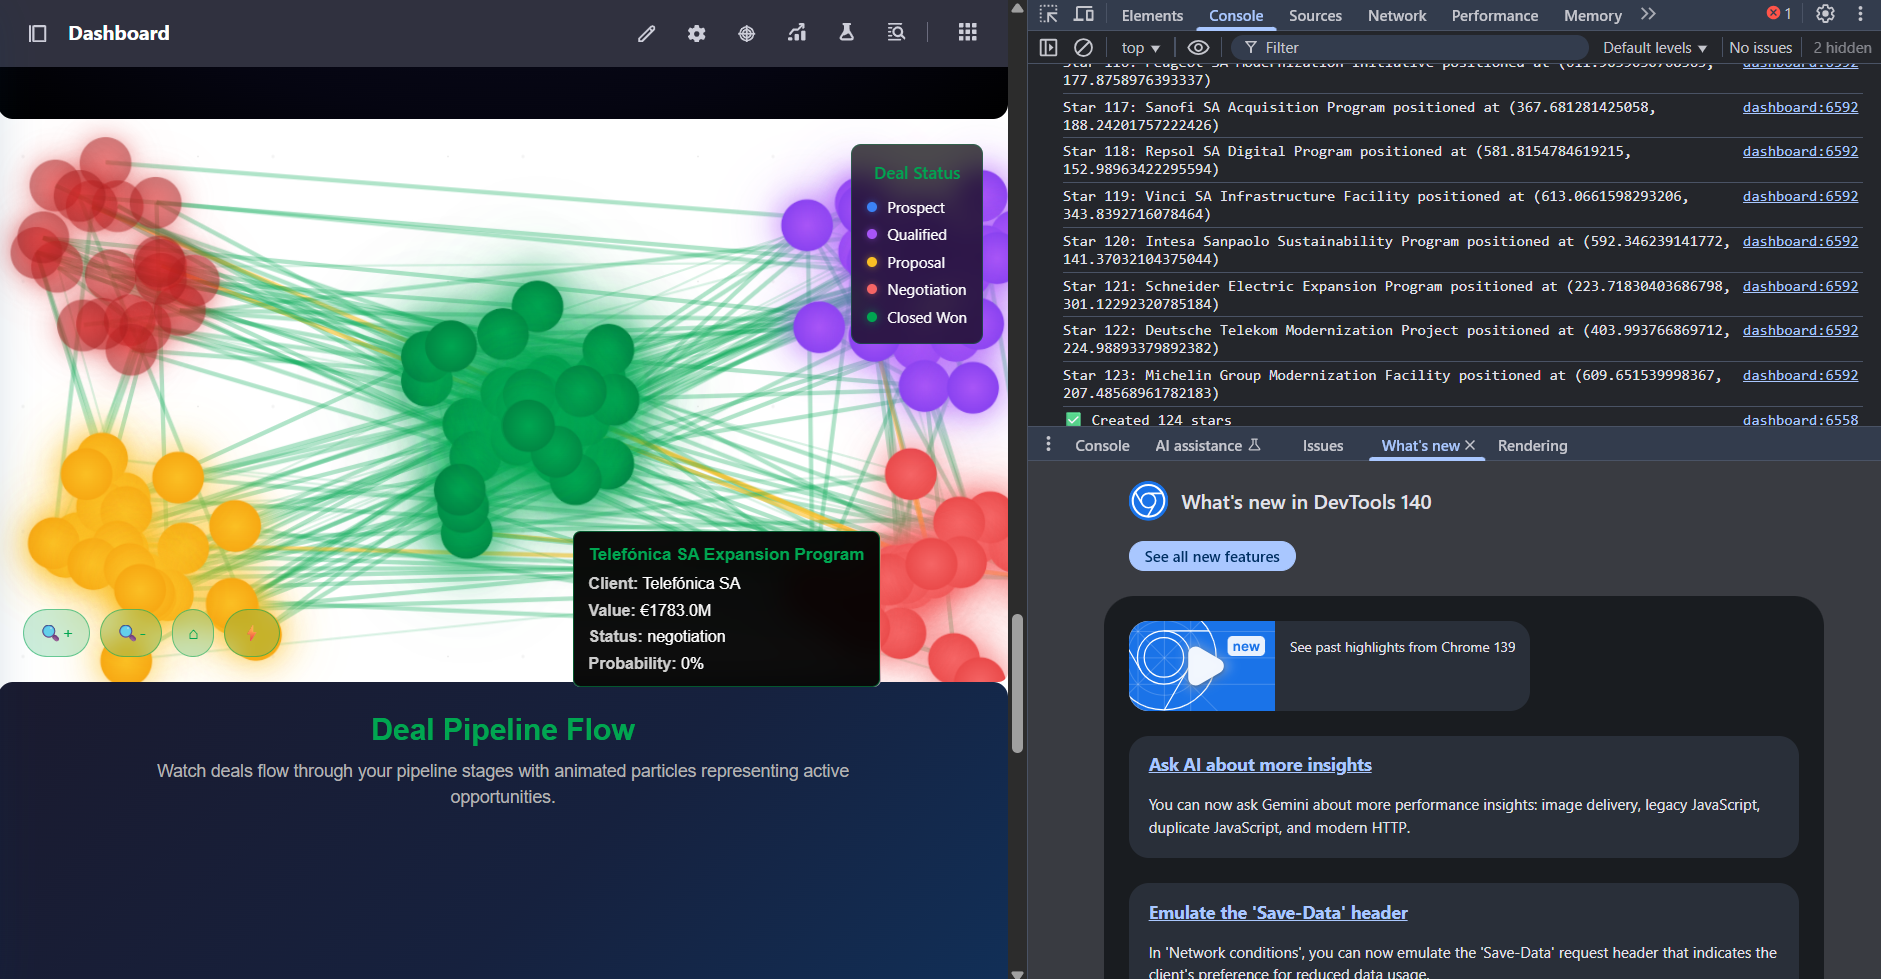 Dashboard
Deal Status
Prospect
Qualified
Proposal
Negotiation
Closed Won
Telefónica SA Expansion Program
Client: Telefónica SA
Value: €1783.0M
Status: negotiation
Probability: 0%
+
-
Deal Pipeline Flow
Watch deals flow through your pipeline stages with animated particles representing active
opportunities.
Elements Console Sources Network Performance Memory 1
top Filter Default levels No issues 2 hidden
Star 116: Peugeot SA Modernization Initiative positioned at dashboard:6592
177.8758976393337)
Star 117: Sanofi SA Acquisition Program positioned at (367.681281425058, dashboard:6592
188.24201757222426)
Star 118: Repsol SA Digital Program positioned at (581.8154784619215, dashboard:6592
152.98963422295594)
Star 119: Vinci SA Infrastructure Facility positioned at (613.0661598293206, dashboard:6592
343.8392716078464)
Star 120: Intesa Sanpaolo Sustainability Program positioned at (592.346239141772, dashboard:6592
141.37032104375044)
Star 121: Schneider Electric Expansion Program positioned at (223.71830403686798, dashboard:6592
301.12292320785184)
Star 122: Deutsche Telekom Modernization Project positioned at (403.993766869712, dashboard:6592
224.98893379892382)
Star 123: Michelin Group Modernization Facility positioned at (609.651539998367, dashboard:6592
207.48568961782183)
✅ Created 124 stars dashboard:6558
Console AI assistance Issues What's new Rendering
What's new in DevTools 140
See all new features
new
See past highlights from Chrome 139
Ask AI about more insights
You can now ask Gemini about more performance insights: image delivery, legacy JavaScript,
duplicate JavaScript, and modern HTTP.
Emulate the 'Save-Data' header
In 'Network conditions', you can now emulate the 'Save-Data' request header that indicates the
client's preference for reduced data usage.